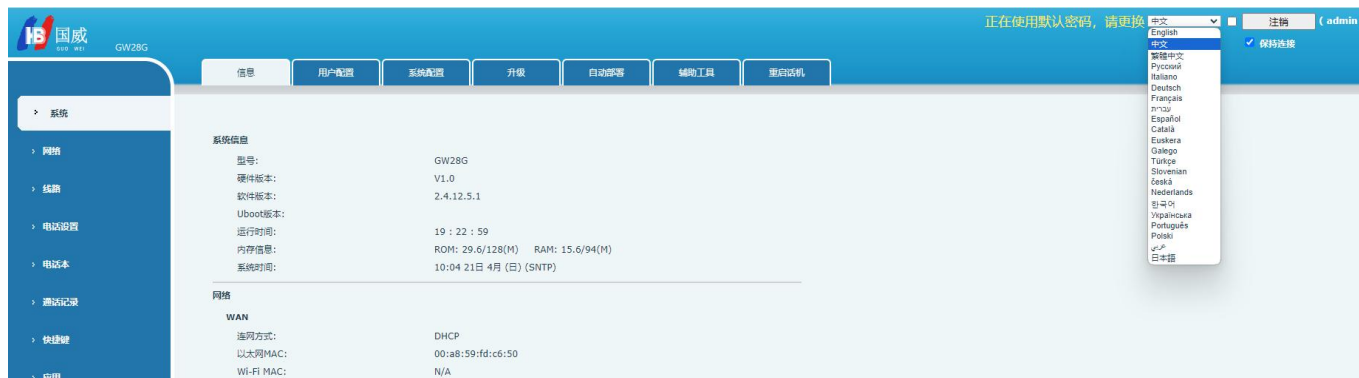 正在使用默认密码, 请更换 中文 注销 ( admin
HB 国威
GUO WEI GW28G
保持连接
English
中文
繁體中文
Русский
Italiano
Deutsch
Français
עברית
Español
Català
Euskera
Galego
Türkçe
Slovenian
česká
Nederlands
한국어
Українська
Português
Polski
عربي
日本語
信息 用户配置 系统配置 升级 自动部署 辅助工具 重启话机
› 系统
› 网络
› 线路
› 电话设置
› 电话本
› 通话记录
› 快捷键
› 应用
系统信息
型号: GW28G
硬件版本: V1.0
软件版本: 2.4.12.5.1
Uboot版本:
运行时间: 19 : 22 : 59
内存信息: ROM: 29.6/128(M) RAM: 15.6/94(M)
系统时间: 10:04 21日 4月 (日) (SNTP)
网络
WAN
连网方式: DHCP
以太网MAC: 00:a8:59:fd:c6:50
Wi-Fi MAC: N/A